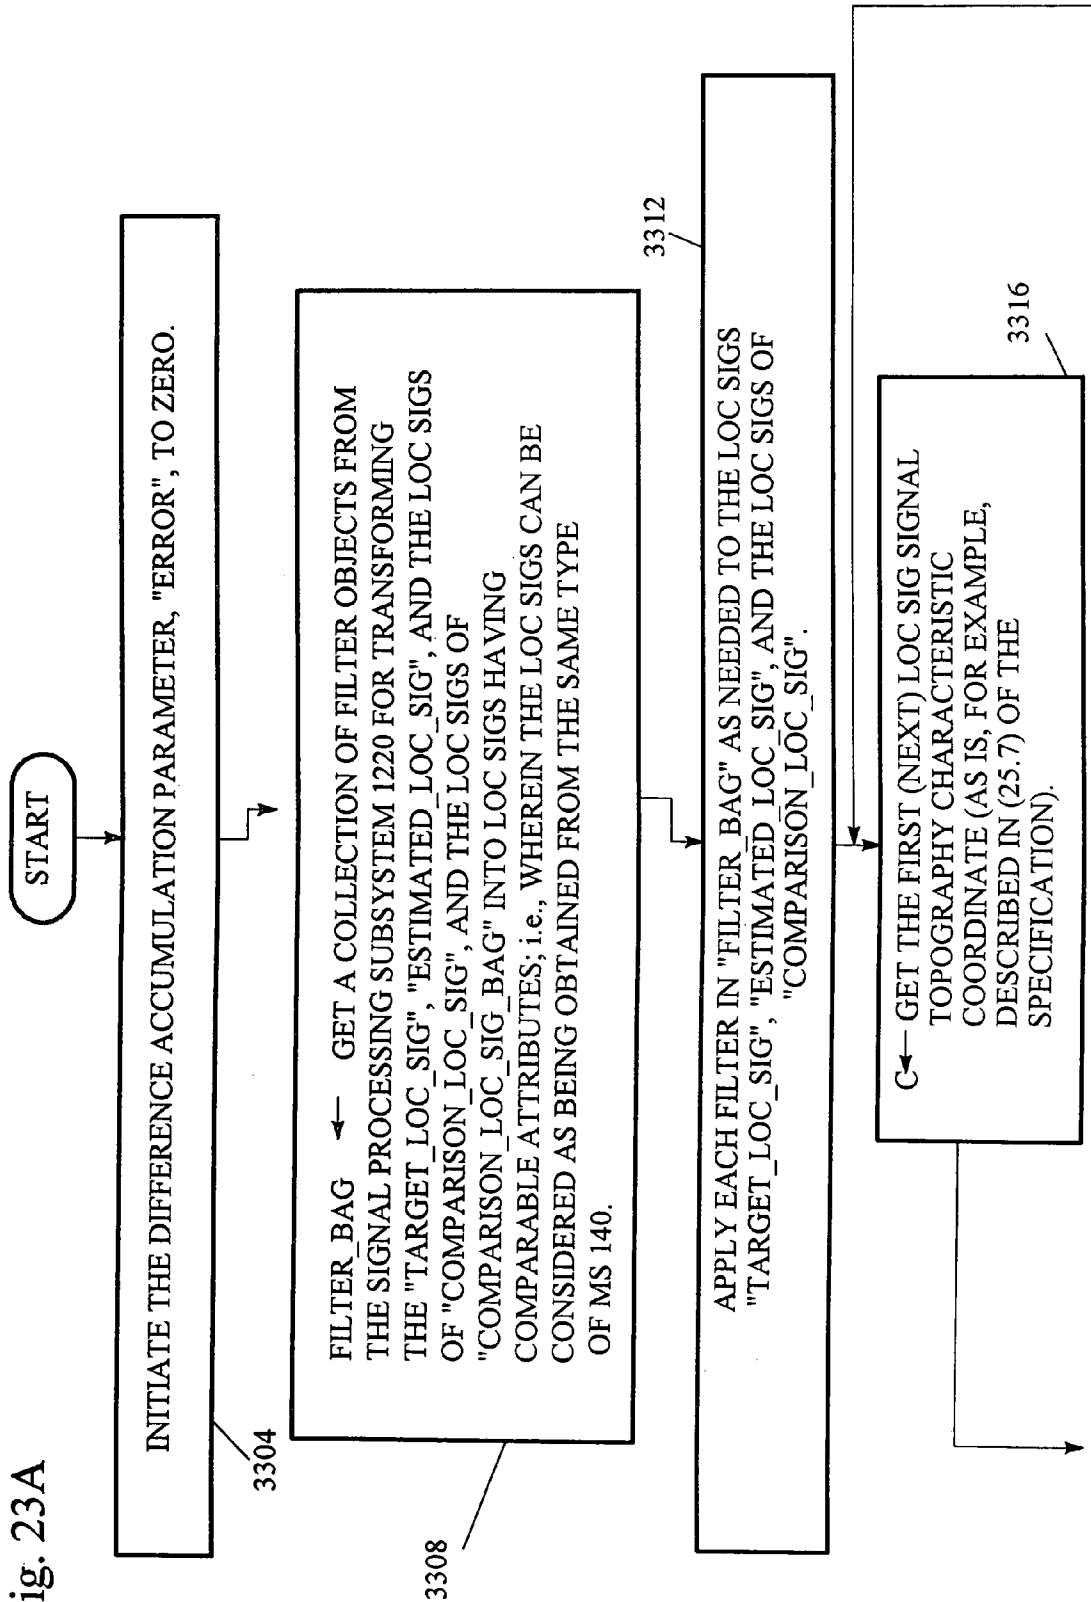 ig. 23A
START
INITIATE THE DIFFERENCE ACCUMULATION PARAMETER, "ERROR", TO ZERO.
3304
FILTER_BAG ← GET A COLLECTION OF FILTER OBJECTS FROM
THE SIGNAL PROCESSING SUBSYSTEM 1220 FOR TRANSFORMING
THE "TARGET_LOC_SIG", "ESTIMATED_LOC_SIG", AND THE LOC SIGS
OF "COMPARISON_LOC_SIG", AND THE LOC SIGS OF
"COMPARISON_LOC_SIG_BAG" INTO LOC SIGS HAVING
COMPARABLE ATTRIBUTES; i.e., WHEREIN THE LOC SIGS CAN BE
CONSIDERED AS BEING OBTAINED FROM THE SAME TYPE
OF MS 140.
3308
APPLY EACH FILTER IN "FILTER_BAG" AS NEEDED TO THE LOC SIGS
"TARGET_LOC_SIG", "ESTIMATED_LOC_SIG", AND THE LOC SIGS OF
"COMPARISON_LOC_SIG".
3312
C ← GET THE FIRST (NEXT) LOC SIG SIGNAL
TOPOGRAPHY CHARACTERISTIC
COORDINATE (AS IS, FOR EXAMPLE,
DESCRIBED IN (25.7) OF THE
SPECIFICATION).
3316